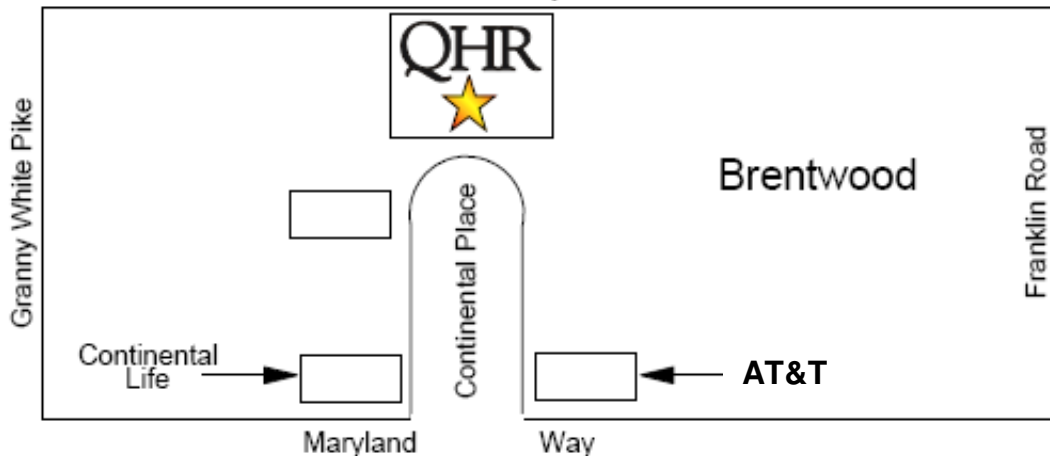 QHR
Granny White Pike
Brentwood
Franklin Road
Continental Place
Continental
Life
AT&T
Maryland Way